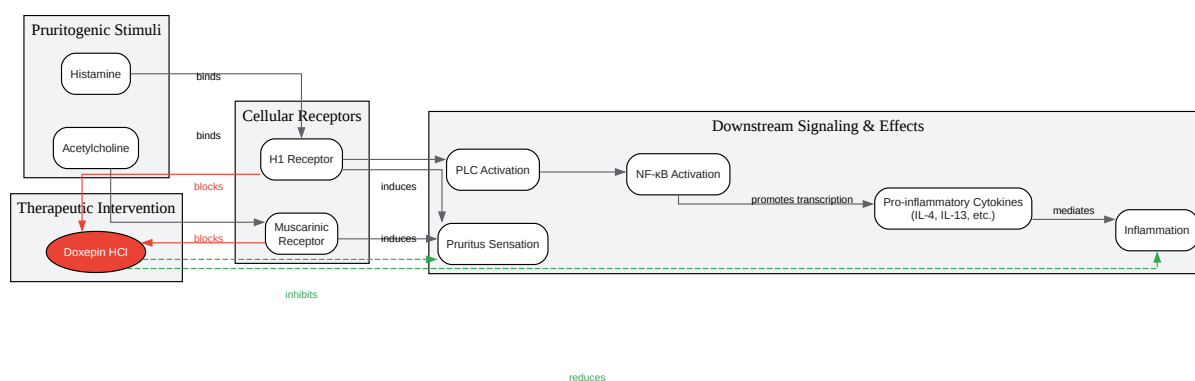 Pruritogenic Stimuli
Histamine
binds
Acetylcholine
binds
Cellular Receptors
H1 Receptor
blocks
induces
Muscarinic
Receptor
blocks
induces
Therapeutic Intervention
Doxepin HCl
Downstream Signaling & Effects
PLC Activation
NF-κB Activation
promotes transcription
Pro-inflammatory Cytokines
(IL-4, IL-13, etc.)
mediates
Inflammation
Pruritus Sensation
inhibits
reduces